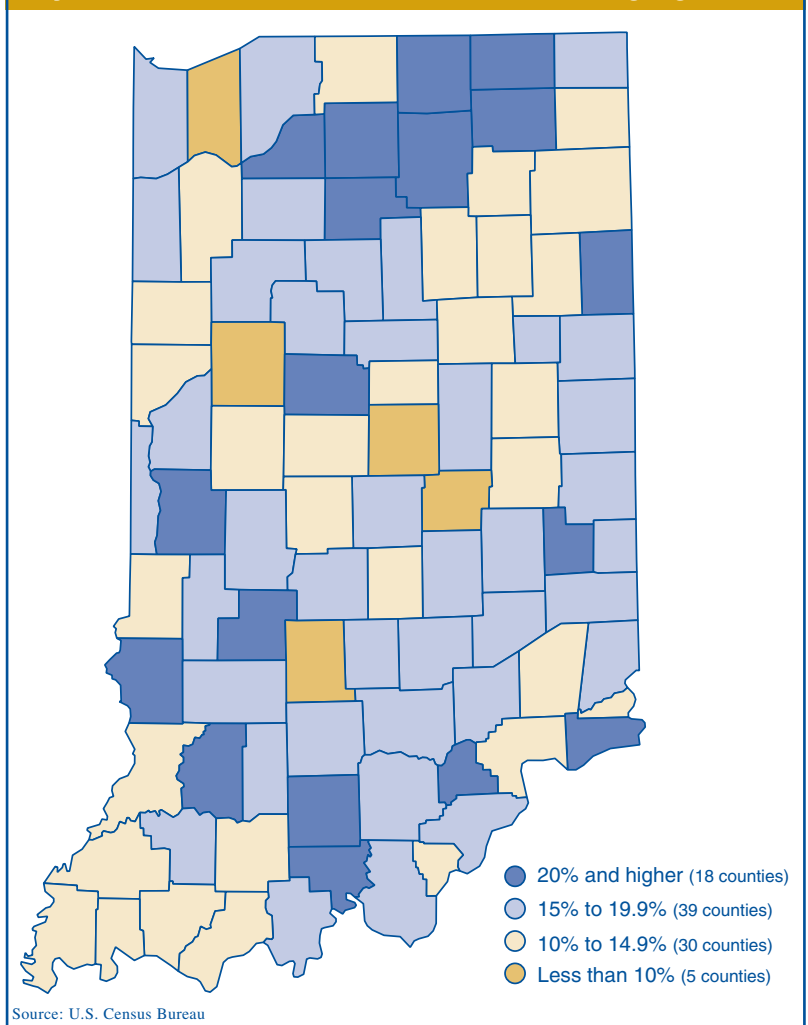 20% and higher (18 counties)
15% to 19.9% (39 counties)
10% to 14.9% (30 counties)
Less than 10% (5 counties)
Source: U.S. Census Bureau